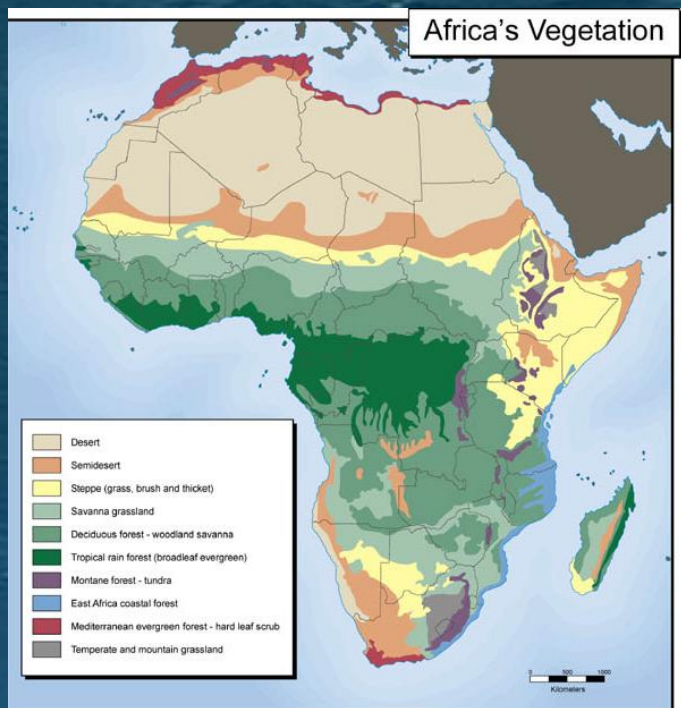 Africa's Vegetation
Desert
Semidesert
Steppe (grass, brush and thicket)
Savanna grassland
Deciduous forest - woodland savanna
Tropical rain forest (broadleaf evergreen)
Montane forest - tundra
East Africa coastal forest
Mediterranean evergreen forest - hard leaf scrub
Temperate and mountain grassland
0 500 1000
Kilometers